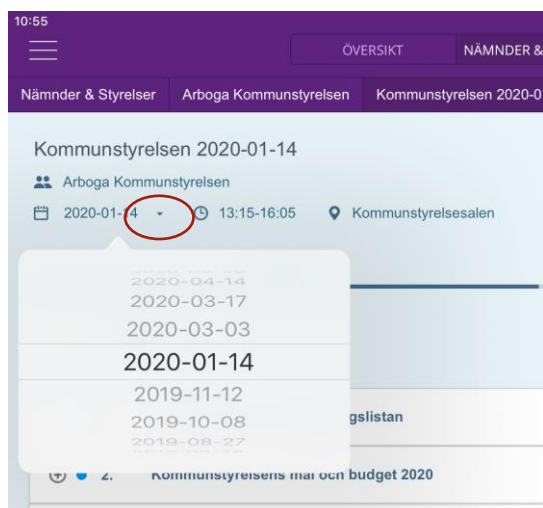 10:55
ÖVERSIKT NÄMNDER &
Nämnder & Styrelser Arboga Kommunstyrelsen Kommunstyrelsen 2020-0
Kommunstyrelsen 2020-01-14
Arboga Kommunstyrelsen
2020-01-14 13:15-16:05 Kommunstyrelsesalen
2020-04-14
2020-03-17
2020-03-03
2020-01-14
2019-11-12
2019-10-08
gslistan
2019-08-27
2. Kommunstyrelsens mål och budget 2020